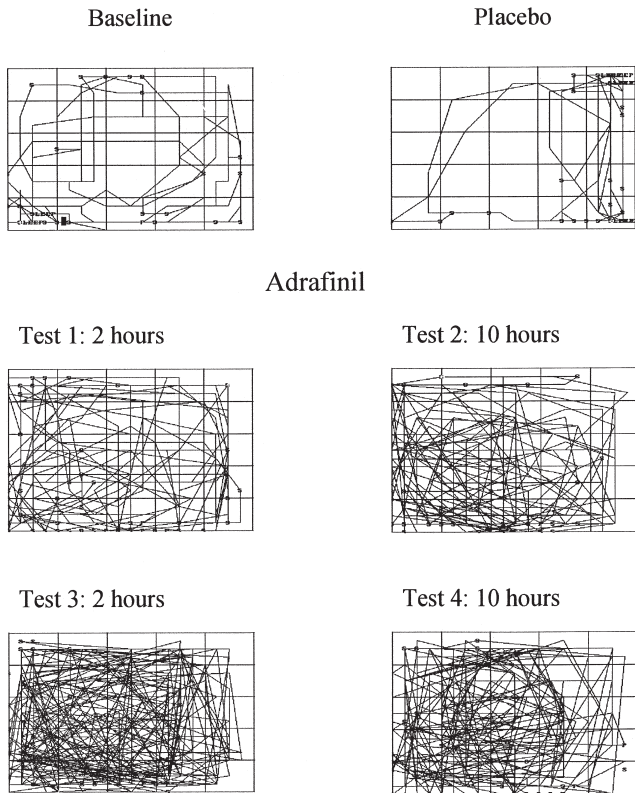 Baseline
Placebo
Adrafinil
Test 1: 2 hours
Test 2: 10 hours
Test 3: 2 hours
Test 4: 10 hours